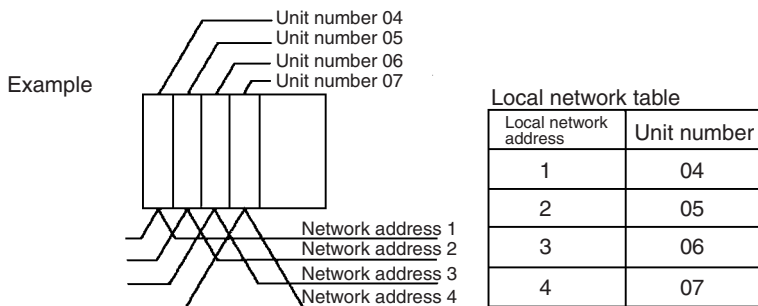 Unit number 04
Unit number 05
Unit number 06
Unit number 07
Example
Network address 1
Network address 2
Network address 3
Network address 4
Local network table
Local network address Unit number
1 04
2 05
3 06
4 07